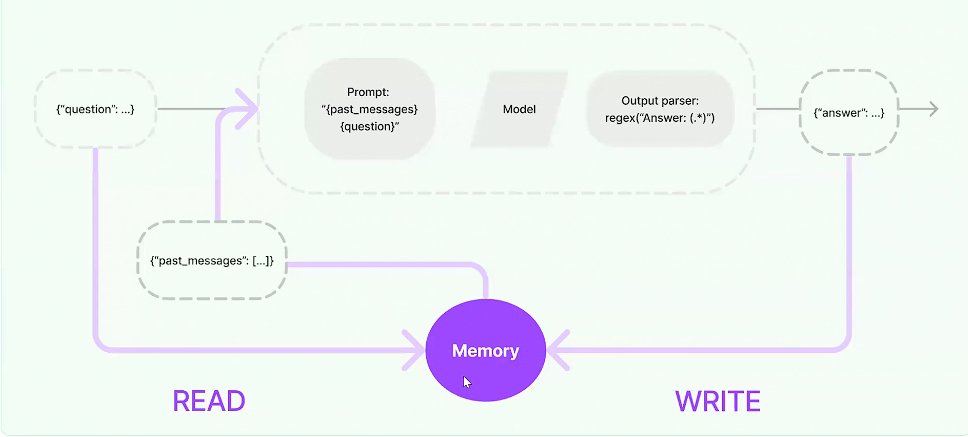 {"question": ...}
Prompt:
"{past_messages}
{question}"
Model
Output parser:
regex("Answer: (.*)")
{"answer": ...}
{"past_messages": [...]}
Memory
READ
WRITE